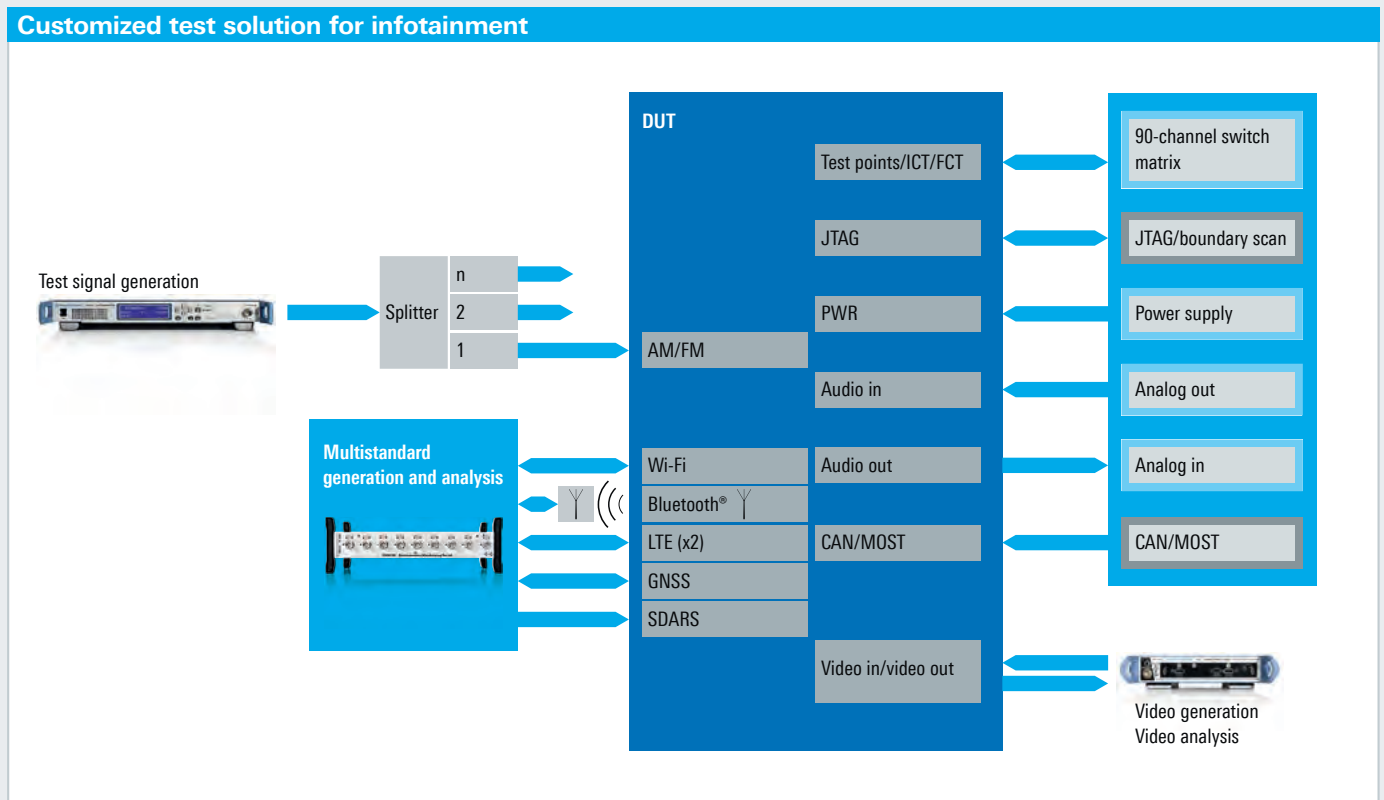 Customized test solution for infotainment
DUT
Test points/ICT/FCT
90-channel switch
matrix
JTAG
JTAG/boundary scan
Test signal generation
n
Splitter
2
1
PWR
Power supply
AM/FM
Audio in
Analog out
Multistandard
generation and analysis
Wi-Fi
Audio out
Analog in
Bluetooth®
LTE (x2)
CAN/MOST
CAN/MOST
GNSS
SDARS
Video in/video out
Video generation
Video analysis